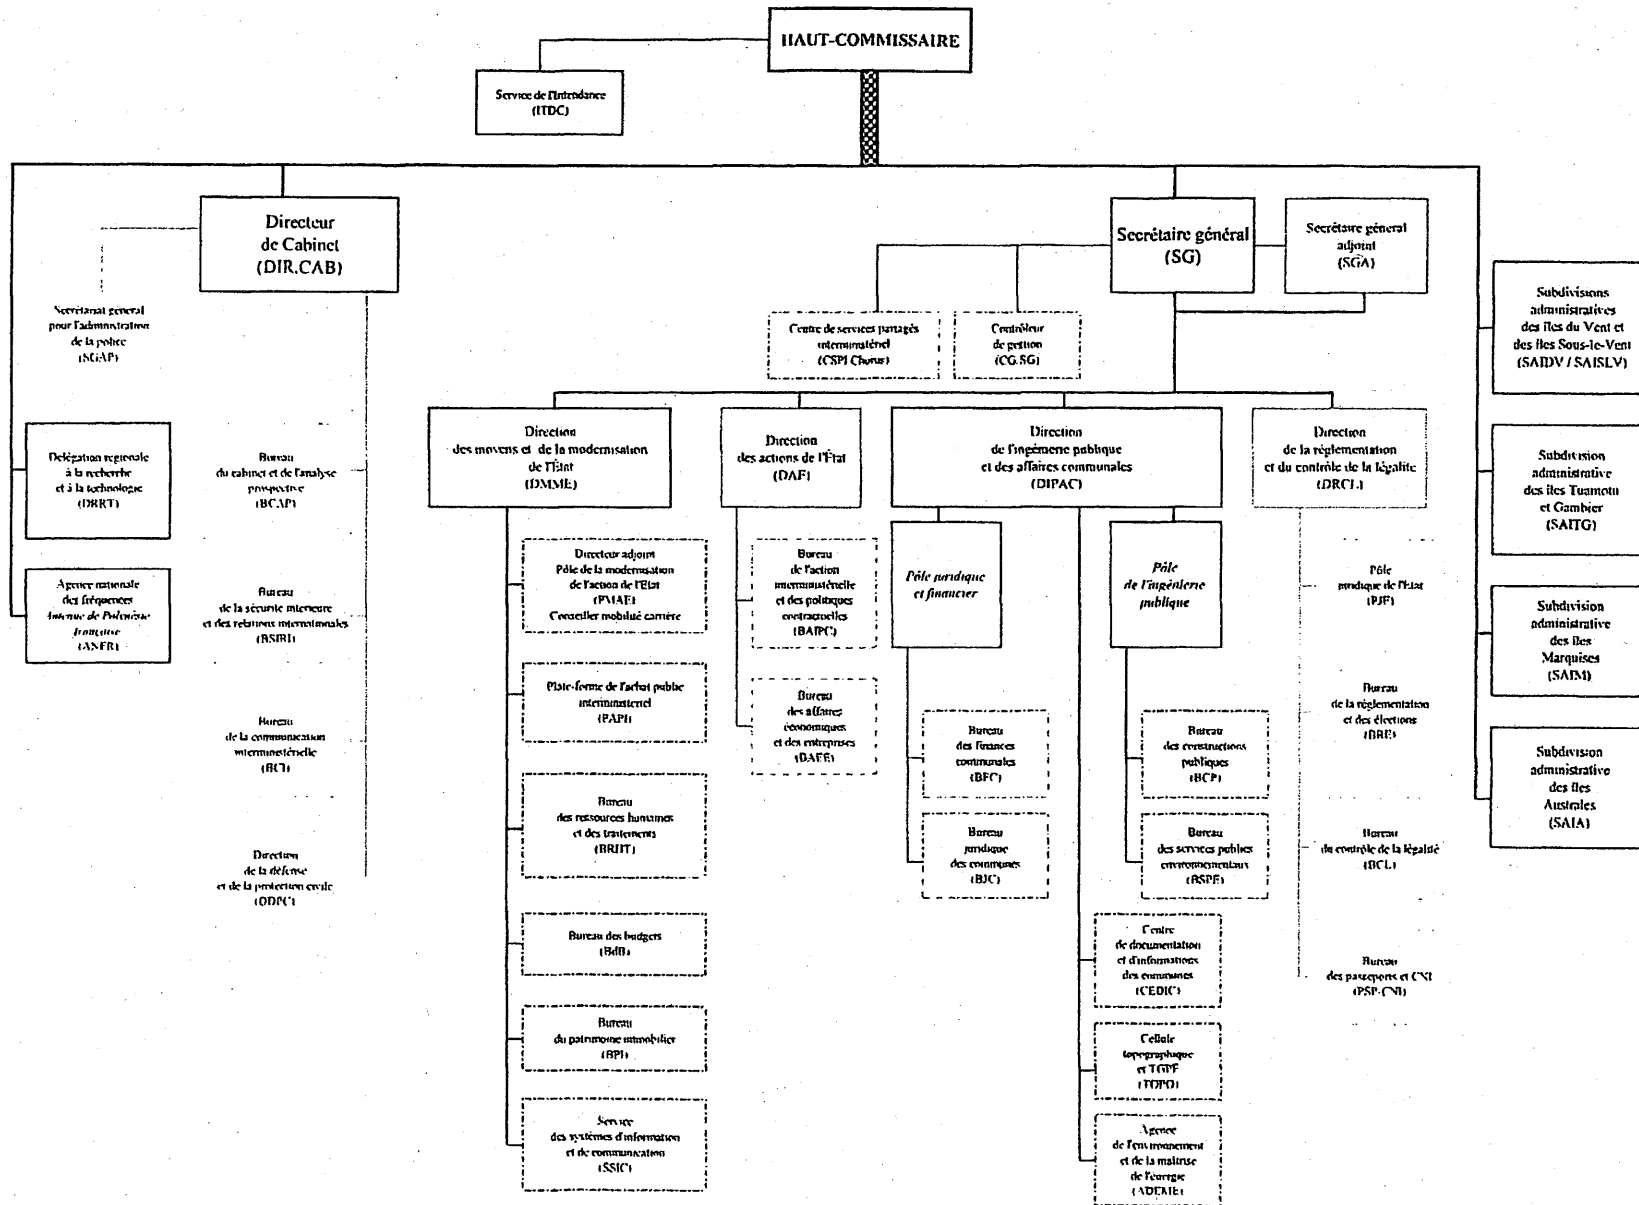 HAUT-COMMISSAIRE
Service de l'Intendance
(ITDC)
Directeur
de Cabinet
(DIR.CAB)
Secrétaire général
(SG)
Secrétaire général
adjoint
(SGA)
Secrétariat général
pour l'administration
de la police
(SGAP)
Centre de services partagés
interministériel
(CSPI Chorus)
Contrôleur
de gestion
(CG.SG)
Subdivisions
administratives
des îles du Vent et
des îles Sous-le-Vent
(SAIDV / SAISLV)
Subdivision
administrative
des îles Tuamotu
et Gambier
(SAITG)
Subdivision
administrative
des îles
Marquises
(SAIM)
Subdivision
administrative
des îles
Australes
(SAIA)
Délégation régionale
à la recherche
et à la technologie
(DRRT)
Agence nationale
des fréquences
Antenne de Polynésie
française
(ANFR)
Bureau
du cabinet et de l'analyse
prospective
(BCAP)
Bureau
de la sécurité intérieure
et des relations internationales
(BSIRI)
Bureau
de la communication
interministérielle
(BCI)
Direction
de la défense
et de la protection civile
(DDPC)
Direction
des moyens et de la modernisation
de l'État
(DMME)
Directeur adjoint
Pôle de la modernisation
de l'action de l'Etat
(PMAE)
Conseiller mobilité carrière
Plate-forme de l'achat public
interministériel
(PAPI)
Bureau
des ressources humaines
et des traitements
(BRHT)
Bureau des budgets
(BdB)
Bureau
du patrimoine immobilier
(BPI)
Service
des systèmes d'information
et de communication
(SSIC)
Direction
des actions de l'État
(DAE)
Bureau
de l'action
interministérielle
et des politiques
contractuelles
(BAIPC)
Bureau
des affaires
économiques
et des entreprises
(BAEE)
Direction
de l'ingénierie publique
et des affaires communales
(DIPAC)
Pôle juridique
et financier
Pôle
de l'ingénierie
publique
Bureau
des finances
communales
(BFC)
Bureau
juridique
des communes
(BJC)
Bureau
des constructions
publiques
(BCP)
Bureau
des services publics
environnementaux
(BSPE)
Centre
de documentation
et d'informations
des communes
(CEDIC)
Cellule
topographique
et TGPF
(TOPO)
Agence
de l'environnement
et de la maîtrise
de l'énergie
(ADEME)
Direction
de la réglementation
et du contrôle de la légalité
(DRCL)
Pôle
juridique de l'Etat
(PJE)
Bureau
de la réglementation
et des élections
(BRE)
Bureau
du contrôle de la légalité
(BCL)
Bureau
des passeports et CNI
(PSP-CNI)